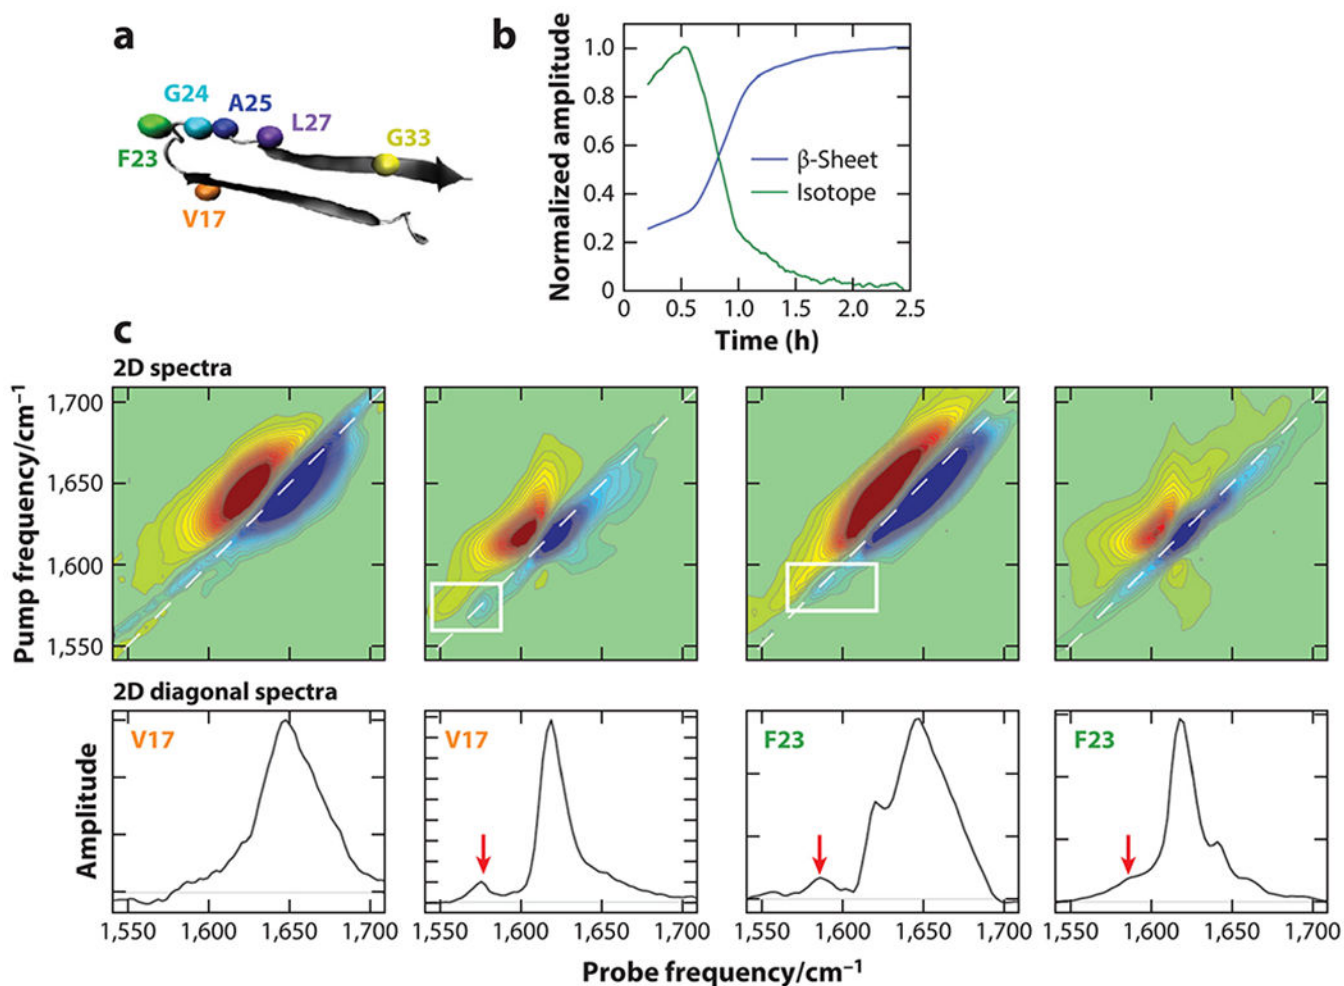 a
G24
A25
L27
G33
F23
V17
b
Normalized amplitude
1.0
0.8
0.6
0.4
0.2
0
β-Sheet
Isotope
0 0.5 1.0 1.5 2.0 2.5
Time (h)
c
2D spectra
Pump frequency/cm⁻¹
1,700
1,650
1,600
1,550
2D diagonal spectra
Amplitude
V17
V17
F23
F23
1,550 1,600 1,650 1,700
1,550 1,600 1,650 1,700
1,550 1,600 1,650 1,700
1,550 1,600 1,650 1,700
Probe frequency/cm⁻¹